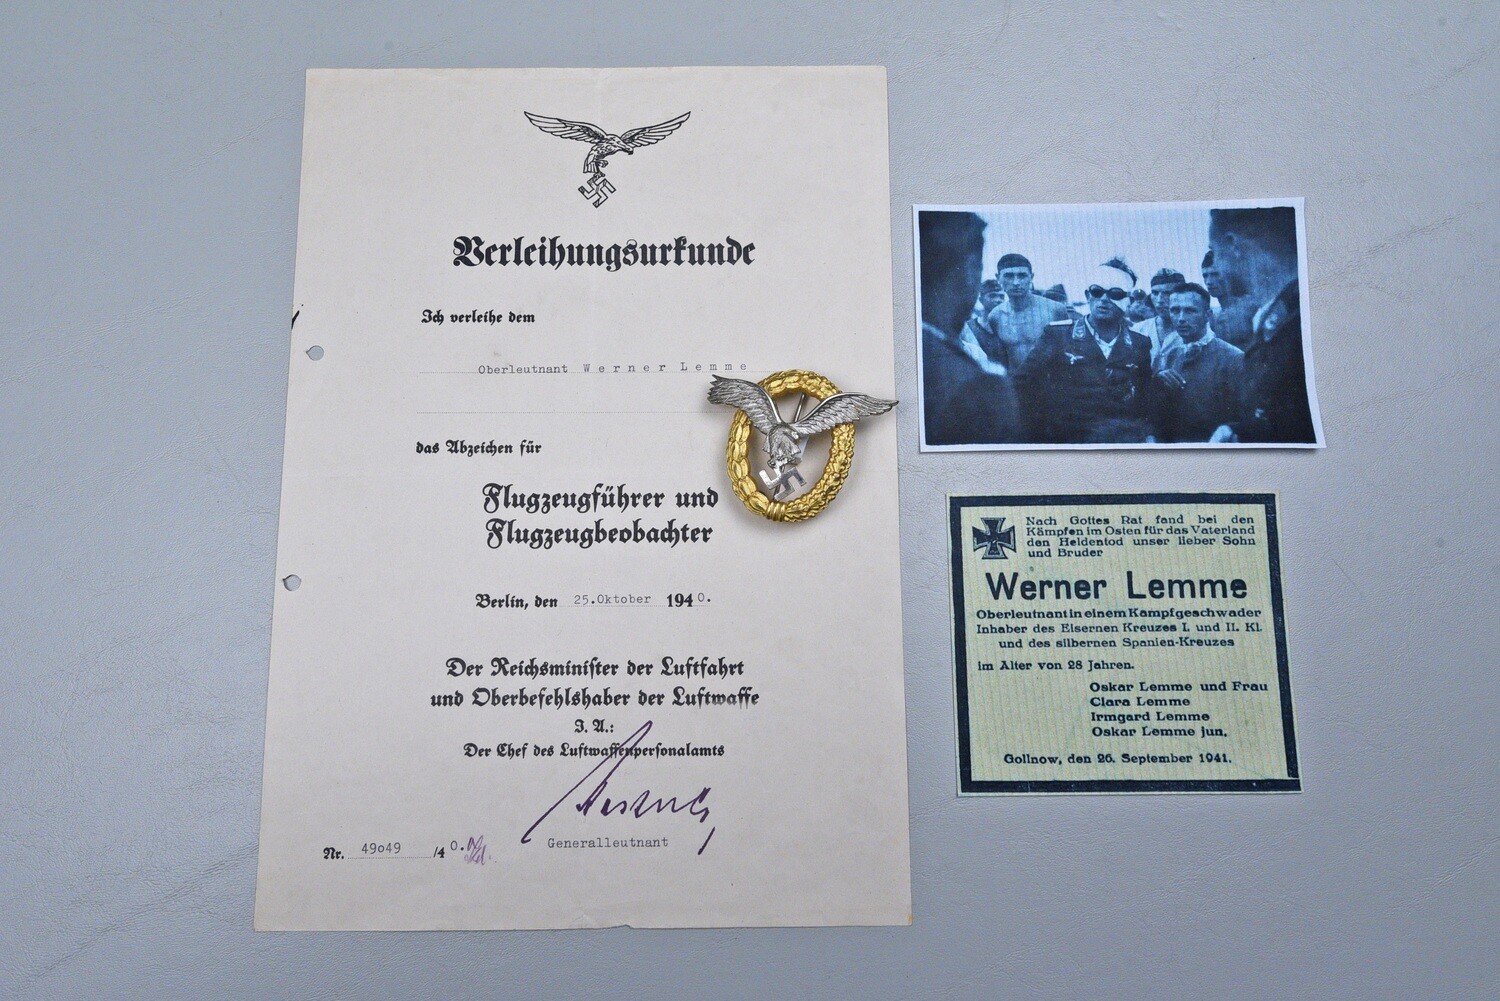 Verleihungsurkunde
Ich verleihe dem
Oberleutnant Werner Lemme
das Abzeichen für
Flugzeugführer und
Flugzeugbeobachter
Berlin, den 25.Oktober 1940.
Der Reichsminister der Luftfahrt
und Oberbefehlshaber der Luftwaffe
J. A.:
Der Chef des Luftwaffenpersonalamts
Generalleutnant
Nr. 49o49 /40.
Nach Gottes Rat fand bei den
Kämpfen im Osten für das Vaterland
den Heldentod unser lieber Sohn
und Bruder
Werner Lemme
Oberleutnant in einem Kampfgeschwader
Inhaber des Eisernen Kreuzes I. und II. Kl.
und des silbernen Spanien-Kreuzes
im Alter von 28 Jahren.
Oskar Lemme und Frau
Clara Lemme
Irmgard Lemme
Oskar Lemme jun.
Gollnow, den 26. September 1941.